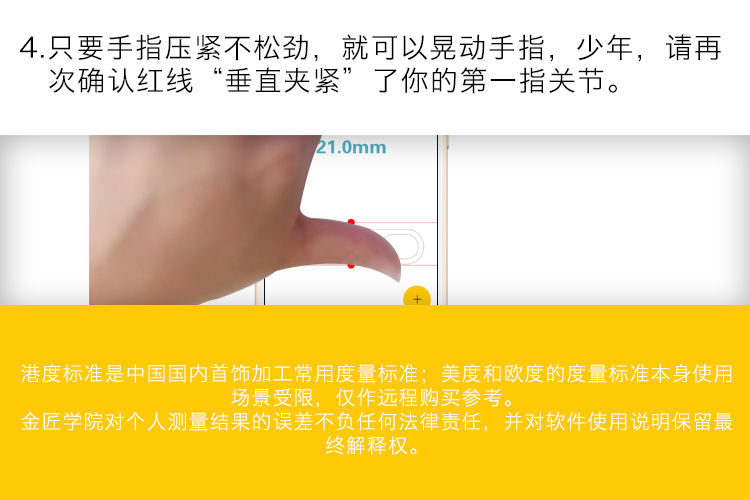 4.只要手指压紧不松劲，就可以晃动手指，少年，请再
次确认红线“垂直夹紧”了你的第一指关节。
21.0mm
+
港度标准是中国国内首饰加工常用度量标准；美度和欧度的度量标准本身使用
场景受限，仅作远程购买参考。
金匠学院对个人测量结果的误差不负任何法律责任，并对软件使用说明保留最
终解释权。